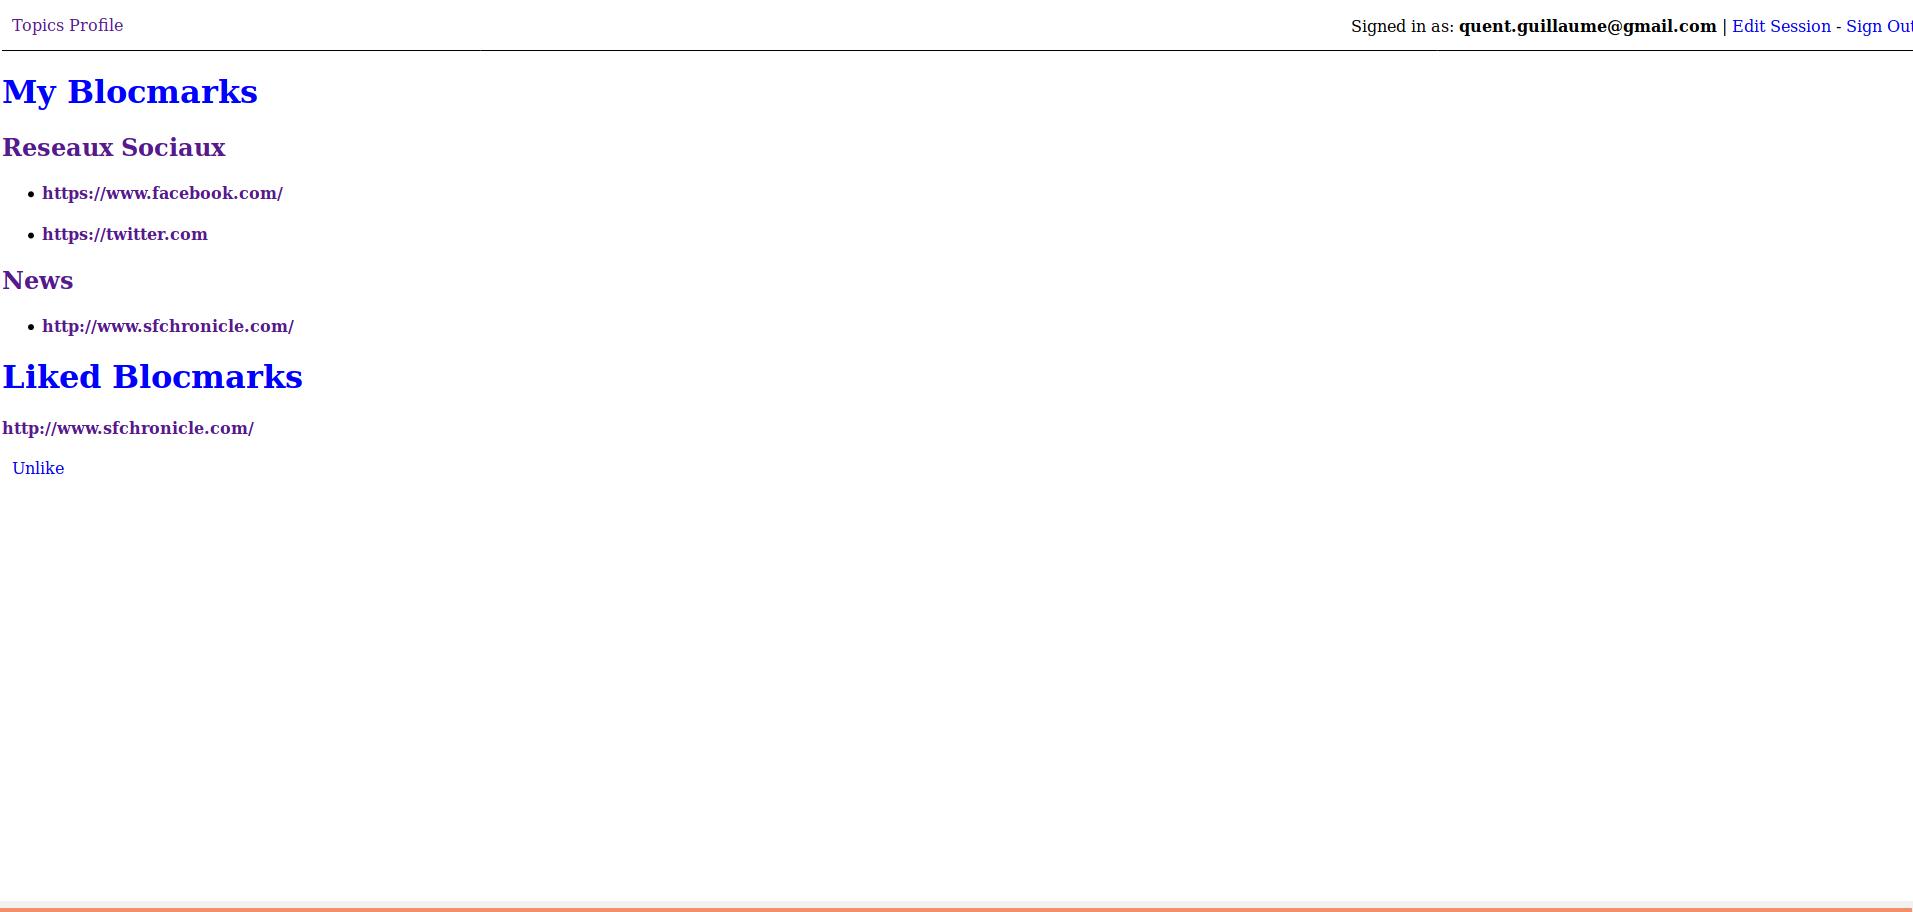 Topics Profile
Signed in as: quent.guillaume@gmail.com | Edit Session - Sign Out
My Blocmarks
Reseaux Sociaux
https://www.facebook.com/
https://twitter.com
News
http://www.sfchronicle.com/
Liked Blocmarks
http://www.sfchronicle.com/
Unlike